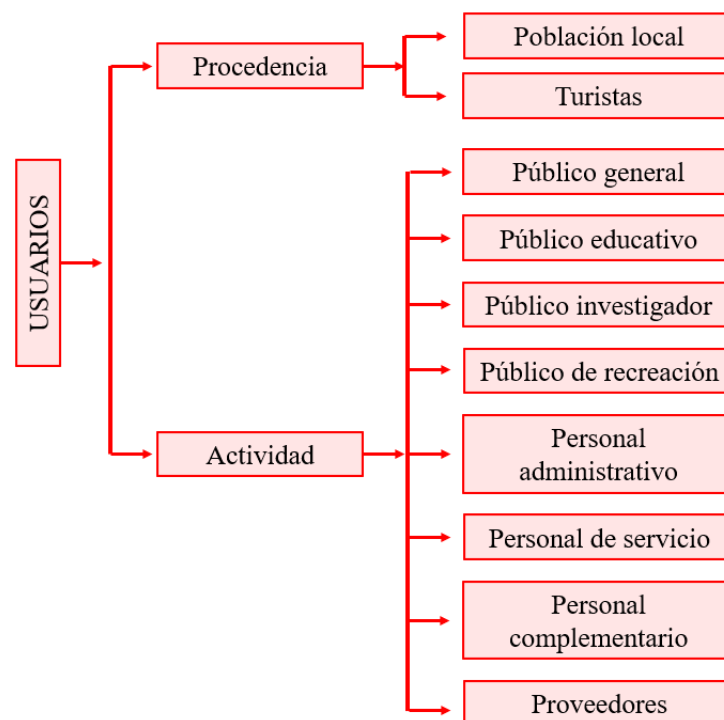 USUARIOS
Procedencia
Población local
Turistas
Actividad
Público general
Público educativo
Público investigador
Público de recreación
Personal
administrativo
Personal de servicio
Personal
complementario
Proveedores